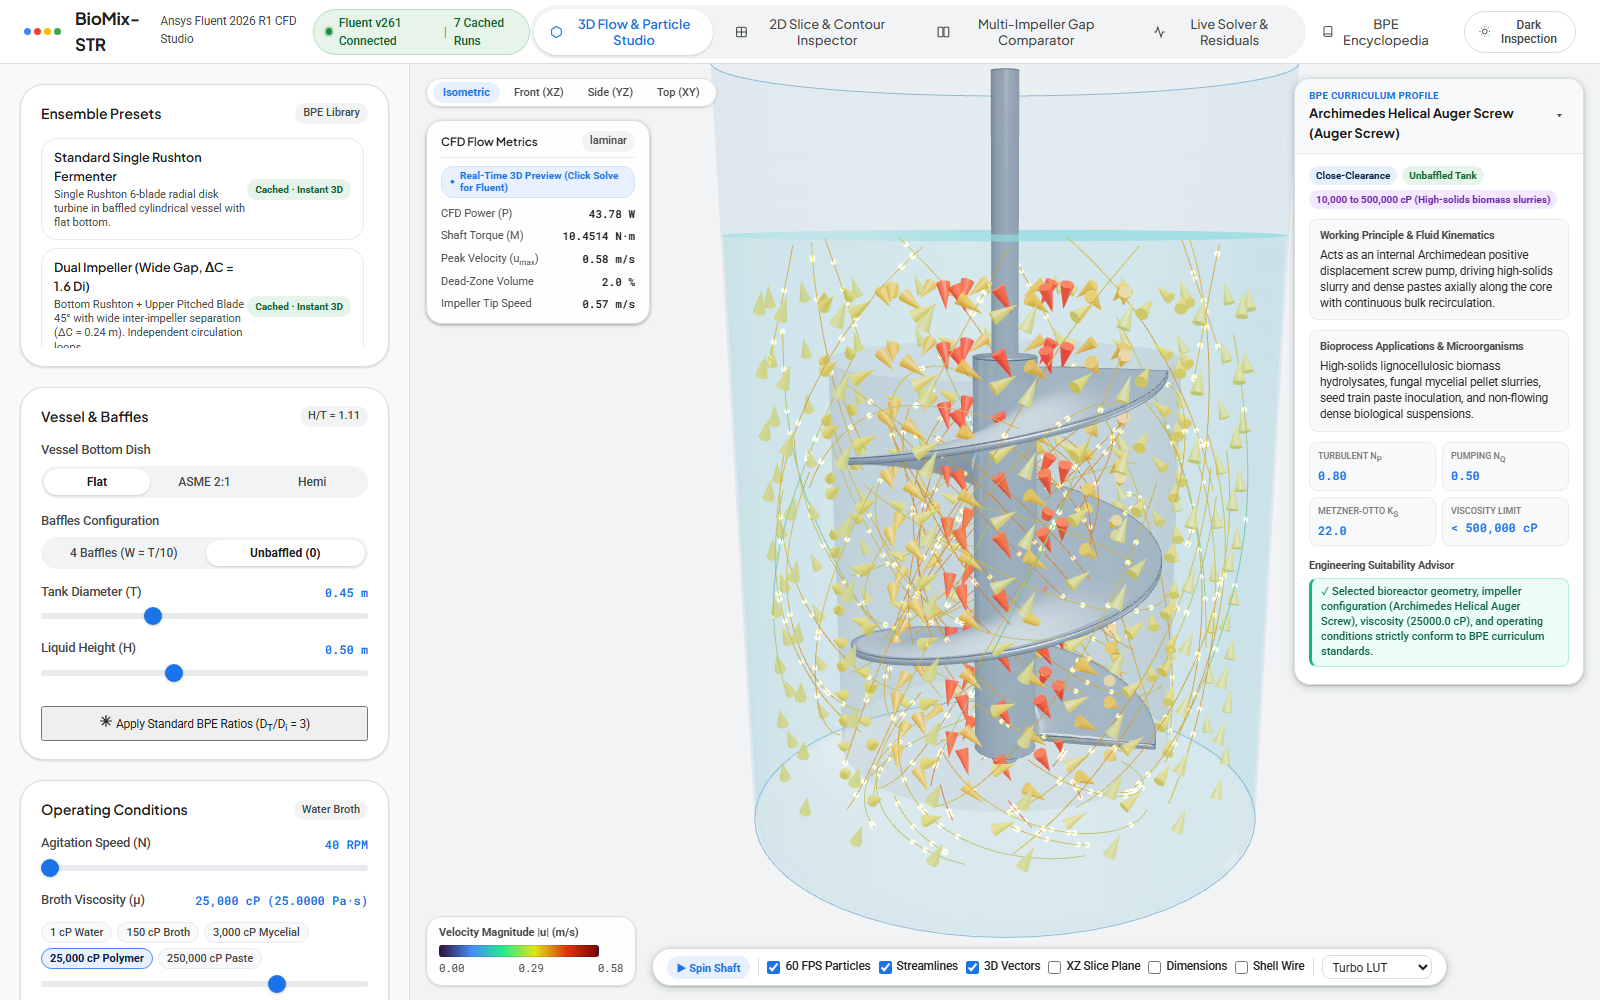 BioMix-STR
Ansys Fluent 2026 R1 CFD Studio
Fluent v261 Connected | 7 Cached Runs
3D Flow & Particle Studio
2D Slice & Contour Inspector
Multi-Impeller Gap Comparator
Live Solver & Residuals
BPE Encyclopedia
Dark Inspection
Ensemble Presets
BPE Library
Standard Single Rushton Fermenter
Single Rushton 6-blade radial disk turbine in baffled cylindrical vessel with flat bottom.
Cached · Instant 3D
Dual Impeller (Wide Gap, ΔC = 1.6 Di)
Bottom Rushton + Upper Pitched Blade 45° with wide inter-impeller separation (ΔC = 0.24 m). Independent circulation loops
Cached · Instant 3D
Vessel & Baffles
H/T = 1.11
Vessel Bottom Dish
Flat
ASME 2:1
Hemi
Baffles Configuration
4 Baffles (W = T/10)
Unbaffled (0)
Tank Diameter (T)
0.45 m
Liquid Height (H)
0.50 m
✳ Apply Standard BPE Ratios (DT/Di = 3)
Operating Conditions
Water Broth
Agitation Speed (N)
40 RPM
Broth Viscosity (μ)
25,000 cP (25.0000 Pa·s)
1 cP Water
150 cP Broth
3,000 cP Mycelial
25,000 cP Polymer
250,000 cP Paste
Isometric
Front (XZ)
Side (YZ)
Top (XY)
CFD Flow Metrics
laminar
• Real-Time 3D Preview (Click Solve for Fluent)
CFD Power (P)
43.78 W
Shaft Torque (M)
10.4514 N·m
Peak Velocity (umax)
0.58 m/s
Dead-Zone Volume
2.0 %
Impeller Tip Speed
0.57 m/s
Velocity Magnitude |u| (m/s)
0.00
0.29
0.58
▶ Spin Shaft
60 FPS Particles
Streamlines
3D Vectors
XZ Slice Plane
Dimensions
Shell Wire
Turbo LUT
BPE CURRICULUM PROFILE
Archimedes Helical Auger Screw (Auger Screw)
Close-Clearance
Unbaffled Tank
10,000 to 500,000 cP (High-solids biomass slurries)
Working Principle & Fluid Kinematics
Acts as an internal Archimedean positive displacement screw pump, driving high-solids slurry and dense pastes axially along the core with continuous bulk recirculation.
Bioprocess Applications & Microorganisms
High-solids lignocellulosic biomass hydrolysates, fungal mycelial pellet slurries, seed train paste inoculation, and non-flowing dense biological suspensions.
TURBULENT NP
0.80
PUMPING NQ
0.50
METZNER-OTTO KS
22.0
VISCOSITY LIMIT
< 500,000 cP
Engineering Suitability Advisor
✓ Selected bioreactor geometry, impeller configuration (Archimedes Helical Auger Screw), viscosity (25000.0 cP), and operating conditions strictly conform to BPE curriculum standards.